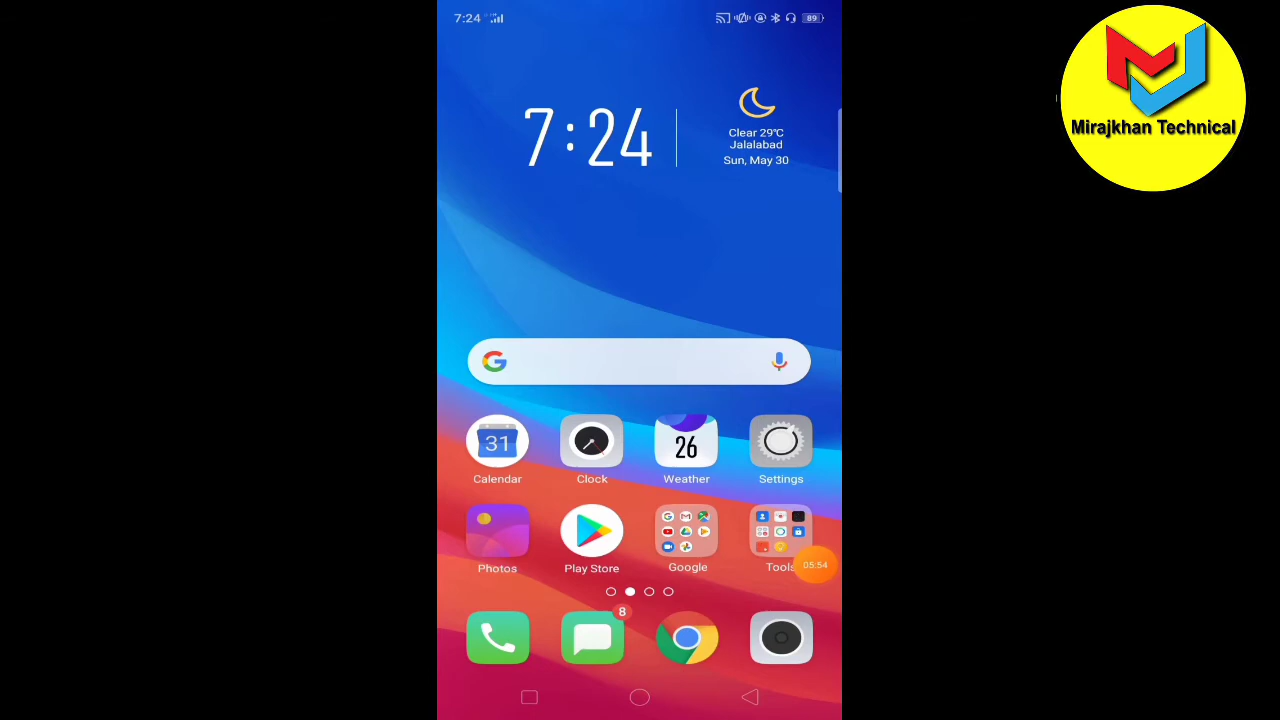 7:24
89
7:24
Clear 29°C
Jalalabad
Sun, May 30
Mirajkhan Technical
31
26
Calendar
Clock
Weather
Settings
Photos
Play Store
Google
Tools
05:54
8